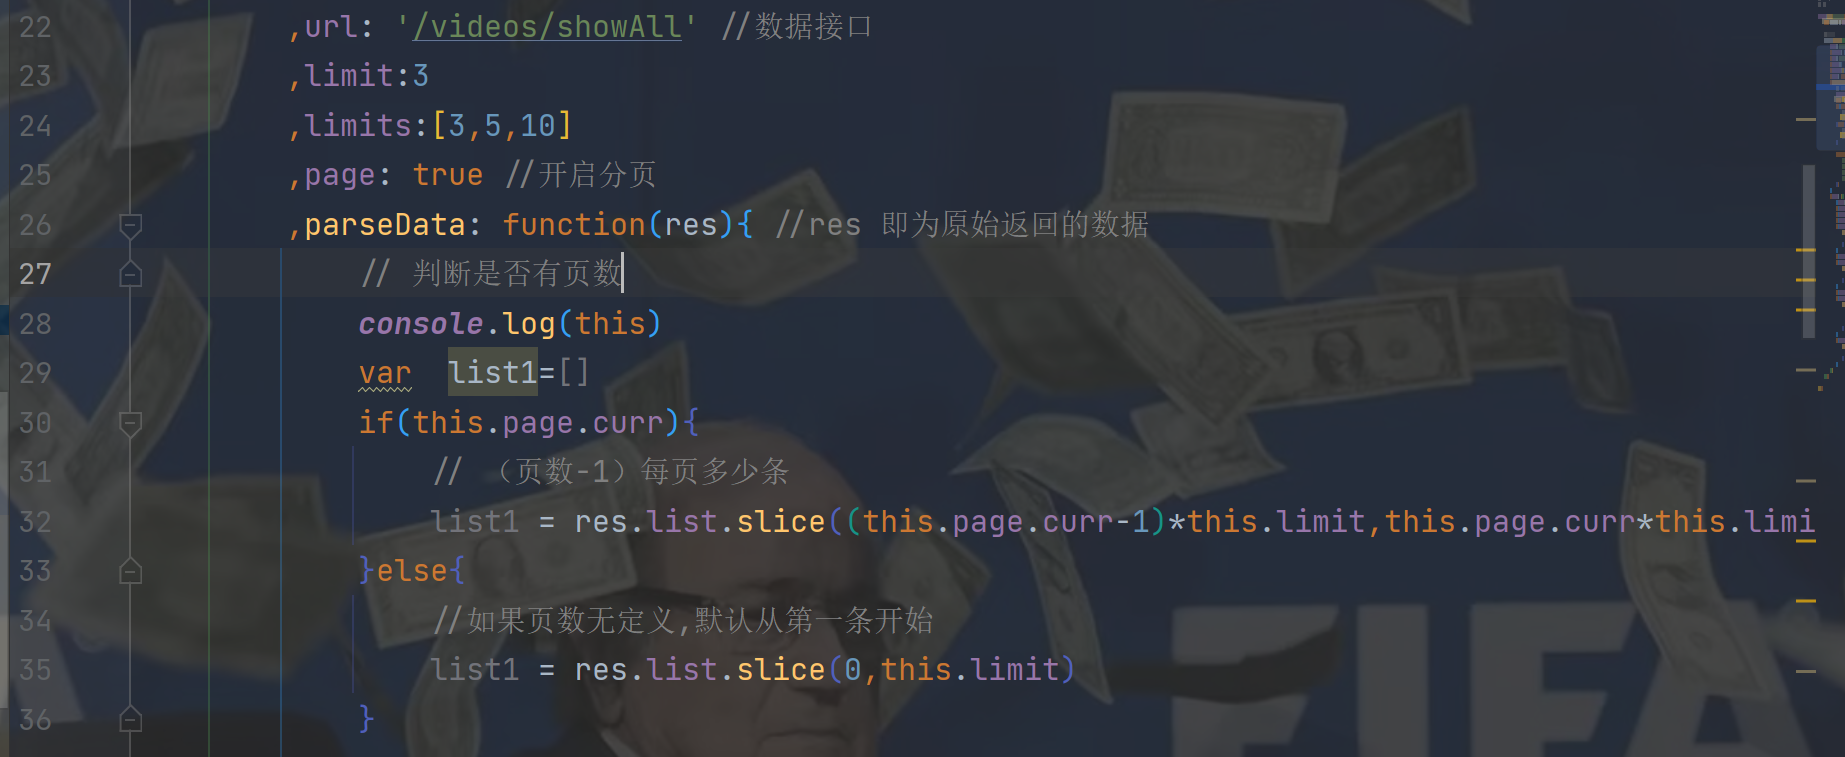 22 ,url: '/videos/showAll' //数据接口
23 ,limit:3
24 ,limits:[3,5,10]
25 ,page: true //开启分页
26 ,parseData: function(res){ //res 即为原始返回的数据
27 // 判断是否有页数
28 console.log(this)
29 var  list1=[]
30 if(this.page.curr){
31 // （页数-1）每页多少条
32 list1 = res.list.slice((this.page.curr-1)*this.limit,this.page.curr*this.limi
33 }else{
34 //如果页数无定义,默认从第一条开始
35 list1 = res.list.slice(0,this.limit)
36 }
FIFA